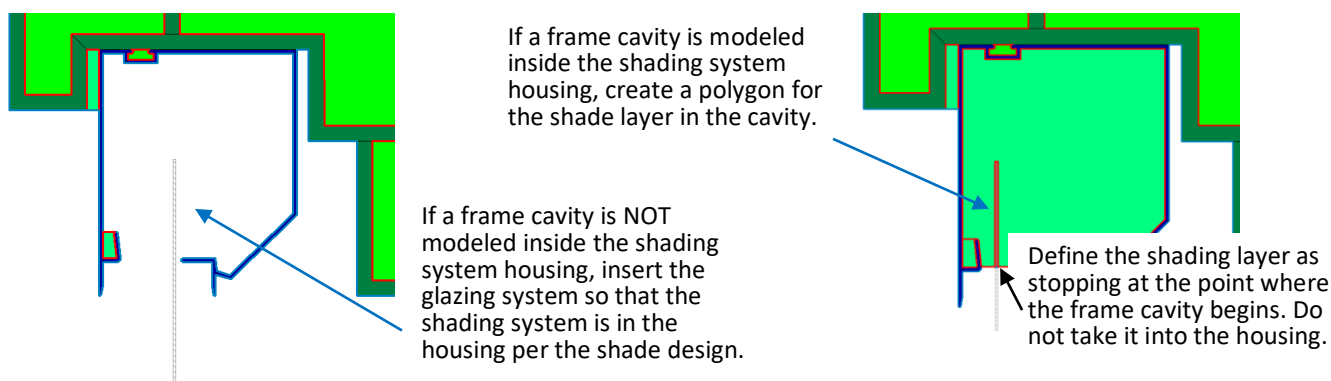 If a frame cavity is modeled
inside the shading system
housing, create a polygon for
the shade layer in the cavity.
If a frame cavity is NOT
modeled inside the shading
system housing, insert the
glazing system so that the
shading system is in the
housing per the shade design.
Define the shading layer as
stopping at the point where
the frame cavity begins. Do
not take it into the housing.